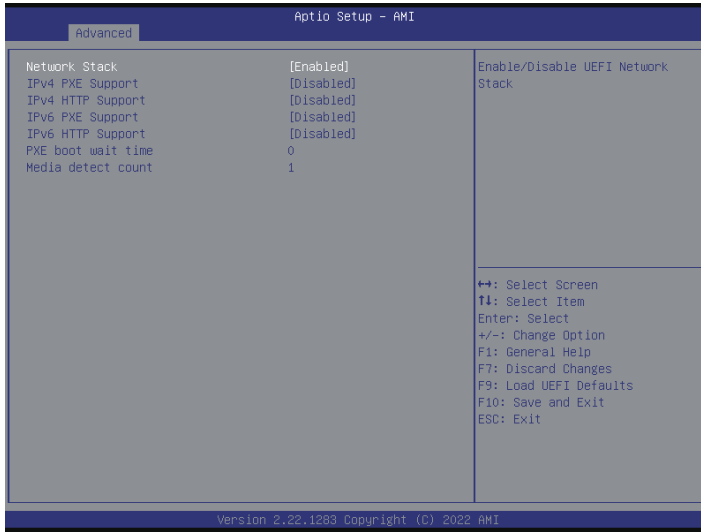 Aptio Setup – AMI
Advanced
Network Stack [Enabled]
IPv4 PXE Support [Disabled]
IPv4 HTTP Support [Disabled]
IPv6 PXE Support [Disabled]
IPv6 HTTP Support [Disabled]
PXE boot wait time 0
Media detect count 1
Enable/Disable UEFI Network
Stack
↔: Select Screen
↑↓: Select Item
Enter: Select
+/-: Change Option
F1: General Help
F7: Discard Changes
F9: Load UEFI Defaults
F10: Save and Exit
ESC: Exit
Version 2.22.1283 Copyright (C) 2022 AMI